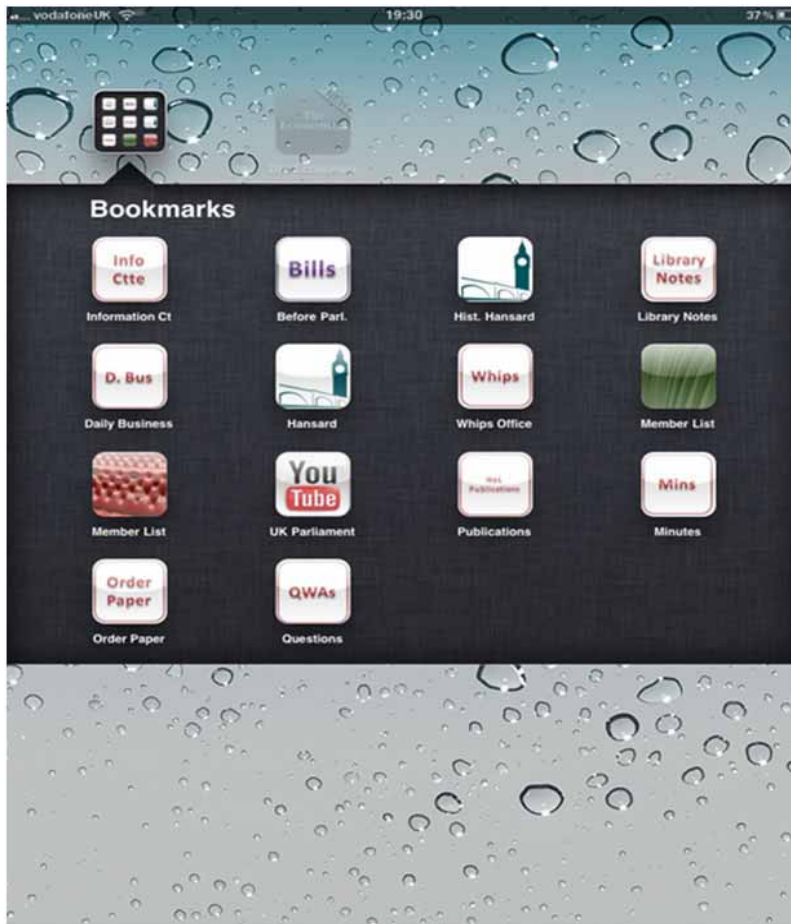 vodafoneUK 19:30 37%
Bookmarks
Info
Ctte
Information Ct
Bills
Before Parl.
Hist. Hansard
Library
Notes
Library Notes
D. Bus
Daily Business
Hansard
Whips
Whips Office
Member List
Member List
You
Tube
UK Parliament
HoL
Publications
Publications
Mins
Minutes
Order
Paper
Order Paper
QWAs
Questions